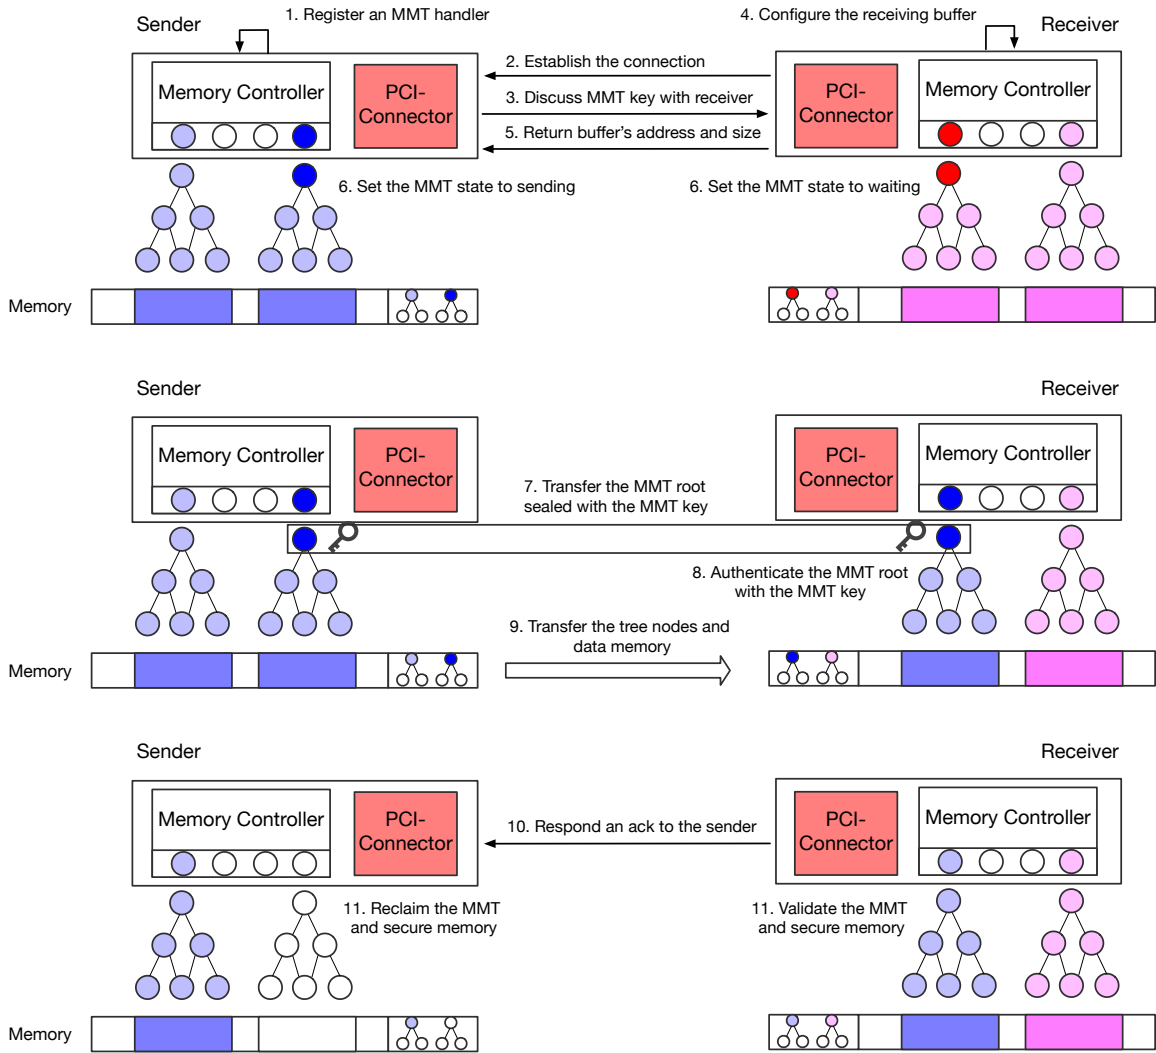 Sender
1. Register an MMT handler
4. Configure the receiving buffer
Receiver
Memory Controller
PCI-
Connector
2. Establish the connection
3. Discuss MMT key with receiver
5. Return buffer's address and size
PCI-
Connector
Memory Controller
6. Set the MMT state to sending
6. Set the MMT state to waiting
Memory
Sender
Receiver
Memory Controller
PCI-
Connector
PCI-
Connector
Memory Controller
7. Transfer the MMT root
sealed with the MMT key
8. Authenticate the MMT root
with the MMT key
9. Transfer the tree nodes and
data memory
Memory
Sender
Receiver
Memory Controller
PCI-
Connector
10. Respond an ack to the sender
PCI-
Connector
Memory Controller
11. Reclaim the MMT
and secure memory
11. Validate the MMT
and secure memory
Memory